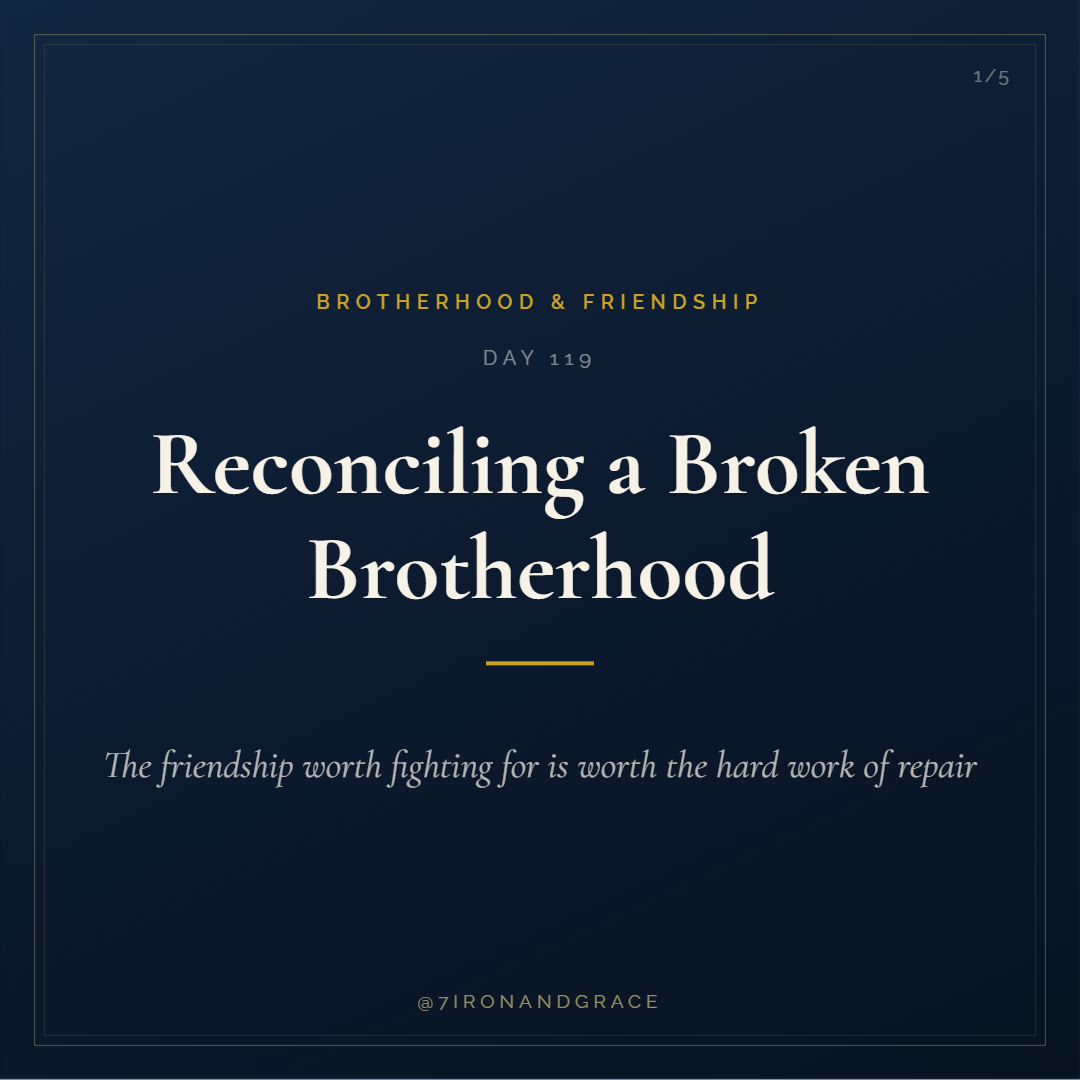 1/5
BROTHERHOOD & FRIENDSHIP
DAY 119
Reconciling a Broken
Brotherhood
The friendship worth fighting for is worth the hard work of repair
@7IRONANDGRACE